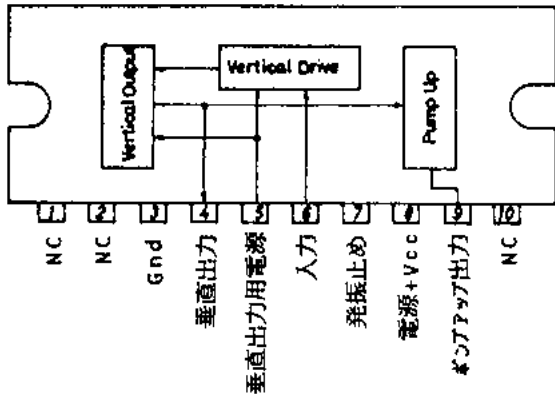 Vertical Output
Vertical Drive
Pump Up
1
2
3
4
5
6
7
8
9
10
NC
NC
Gnd
垂直出力
垂直出力用電源
入力
発振止め
電源+Vcc
ポンプアップ出力
NC